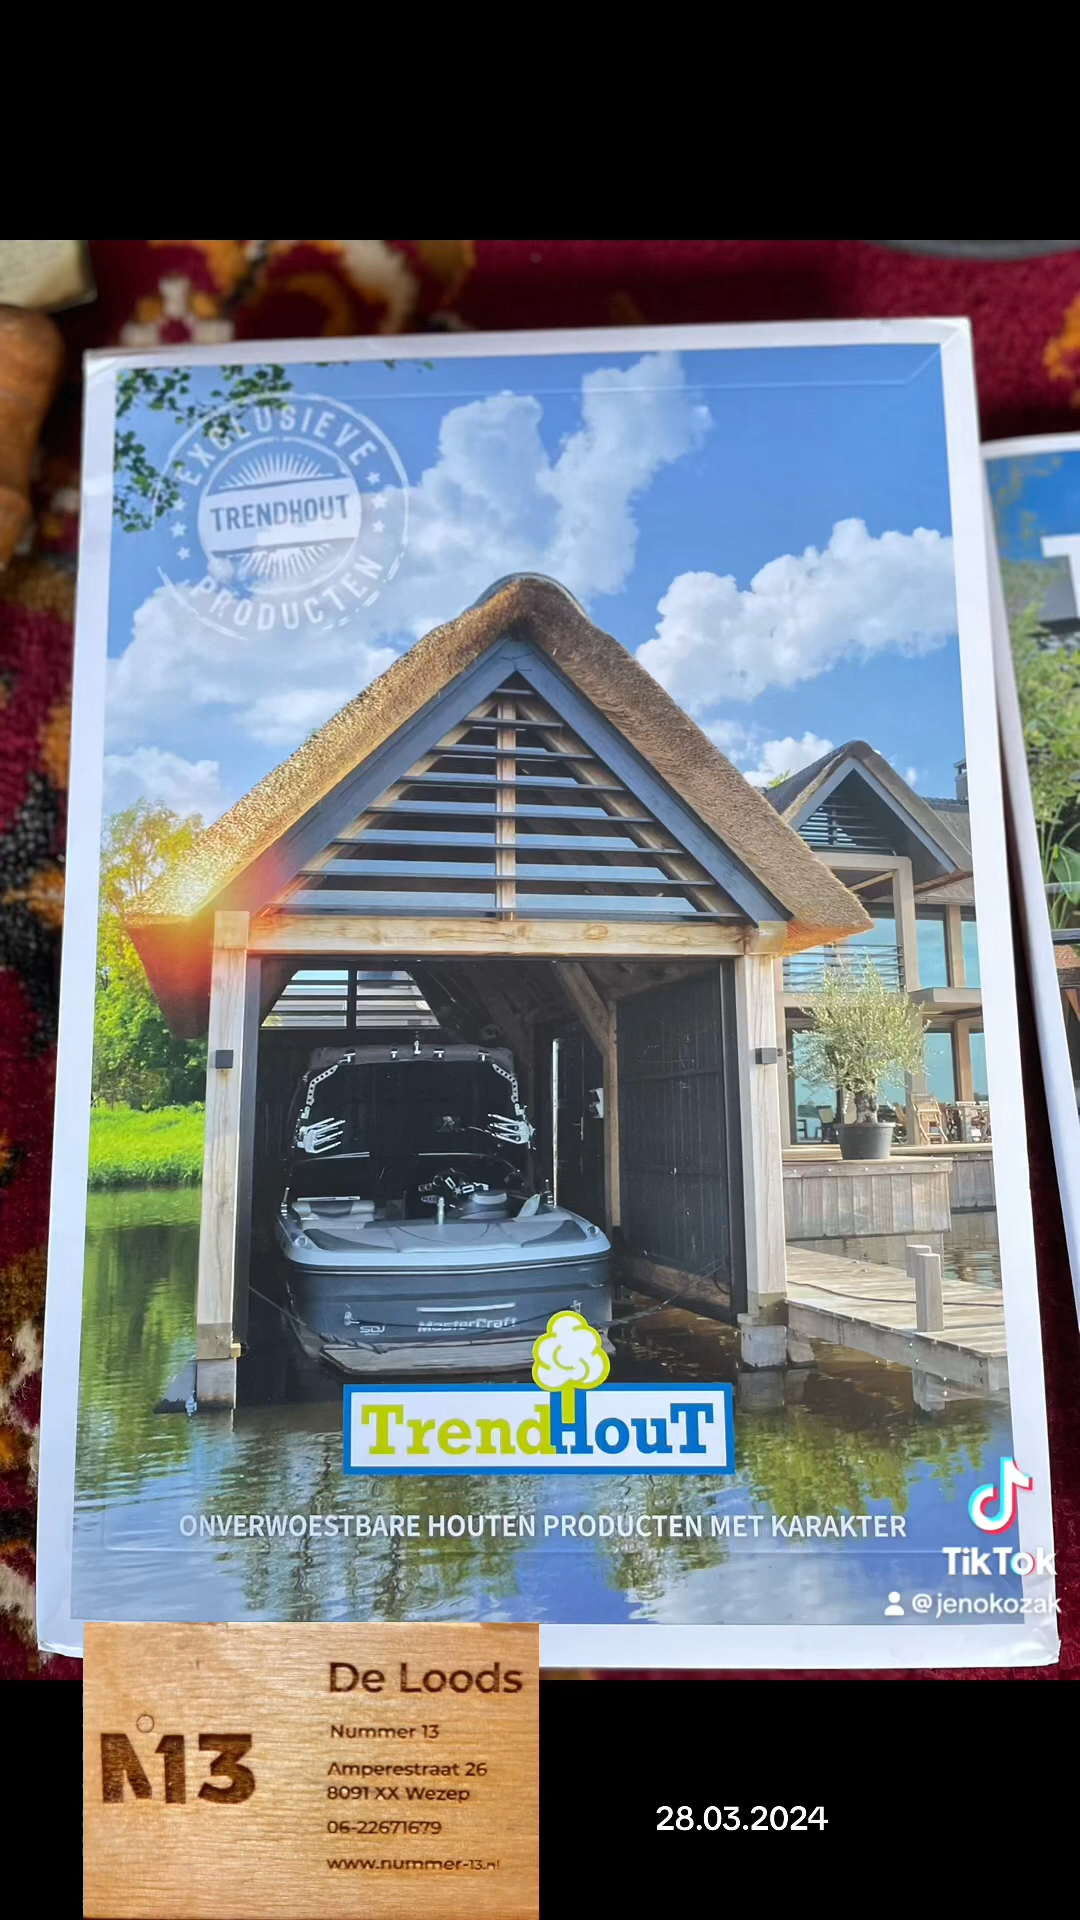 EXCLUSIEVE
TRENDHOUT
PRODUCTEN
SDJ
MasterCraft
TrendHouT
ONVERWOESTBARE HOUTEN PRODUCTEN MET KARAKTER
TikTok
@jenokozak
N13
De Loods
Nummer 13
Amperestraat 26
8091 XX Wezep
06-22671679
www.nummer-13.nl
28.03.2024